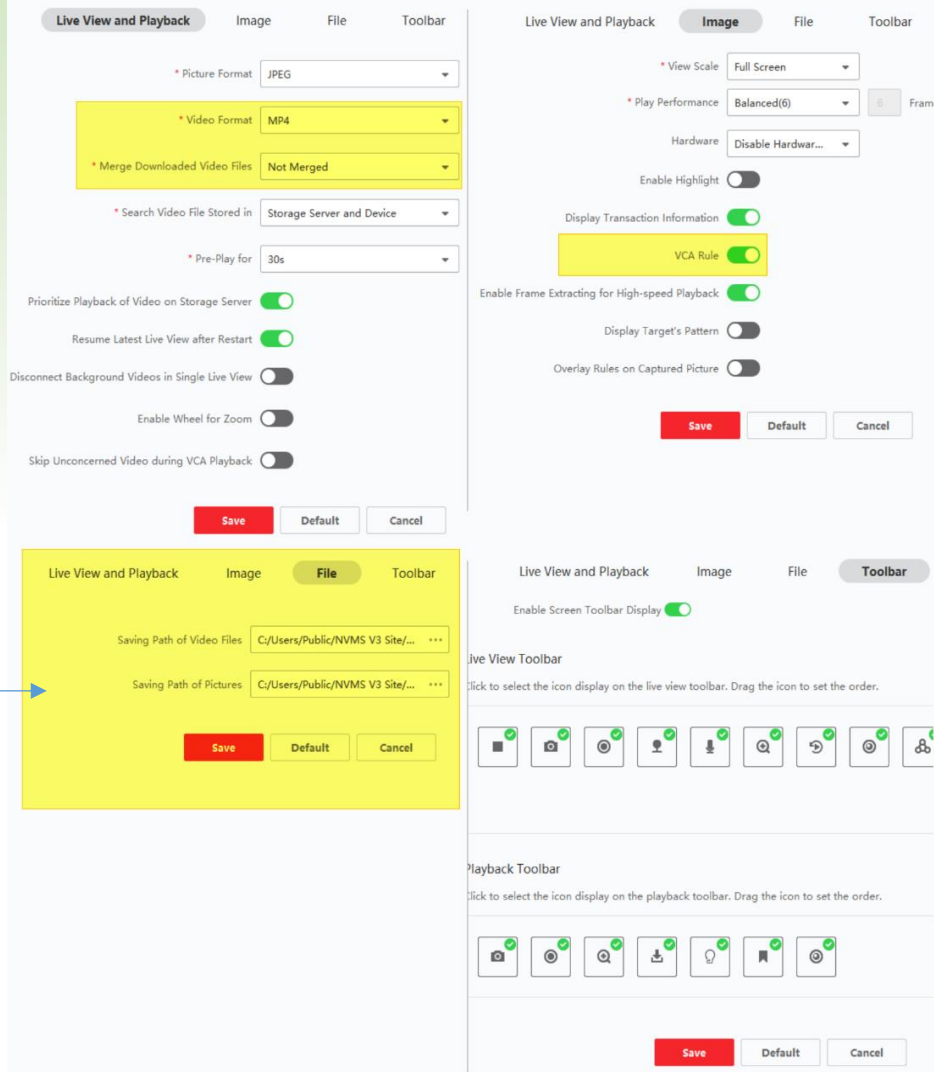 Live View and Playback Image File Toolbar
* Picture Format JPEG
* Video Format MP4
* Merge Downloaded Video Files Not Merged
* Search Video File Stored in Storage Server and Device
* Pre-Play for 30s
Prioritize Playback of Video on Storage Server
Resume Latest Live View after Restart
Disconnect Background Videos in Single Live View
Enable Wheel for Zoom
Skip Unconcerned Video during VCA Playback
Save Default Cancel
Live View and Playback Image File Toolbar
* View Scale Full Screen
* Play Performance Balanced(6) 6 Fram
Hardware Disable Hardwar...
Enable Highlight
Display Transaction Information
VCA Rule
Enable Frame Extracting for High-speed Playback
Display Target's Pattern
Overlay Rules on Captured Picture
Save Default Cancel
Live View and Playback Image File Toolbar
Saving Path of Video Files C:/Users/Public/NVMS V3 Site/... ...
Saving Path of Pictures C:/Users/Public/NVMS V3 Site/... ...
Save Default Cancel
Live View and Playback Image File Toolbar
Enable Screen Toolbar Display
Live View Toolbar
Click to select the icon display on the live view toolbar. Drag the icon to set the order.
Playback Toolbar
Click to select the icon display on the playback toolbar. Drag the icon to set the order.
Save Default Cancel